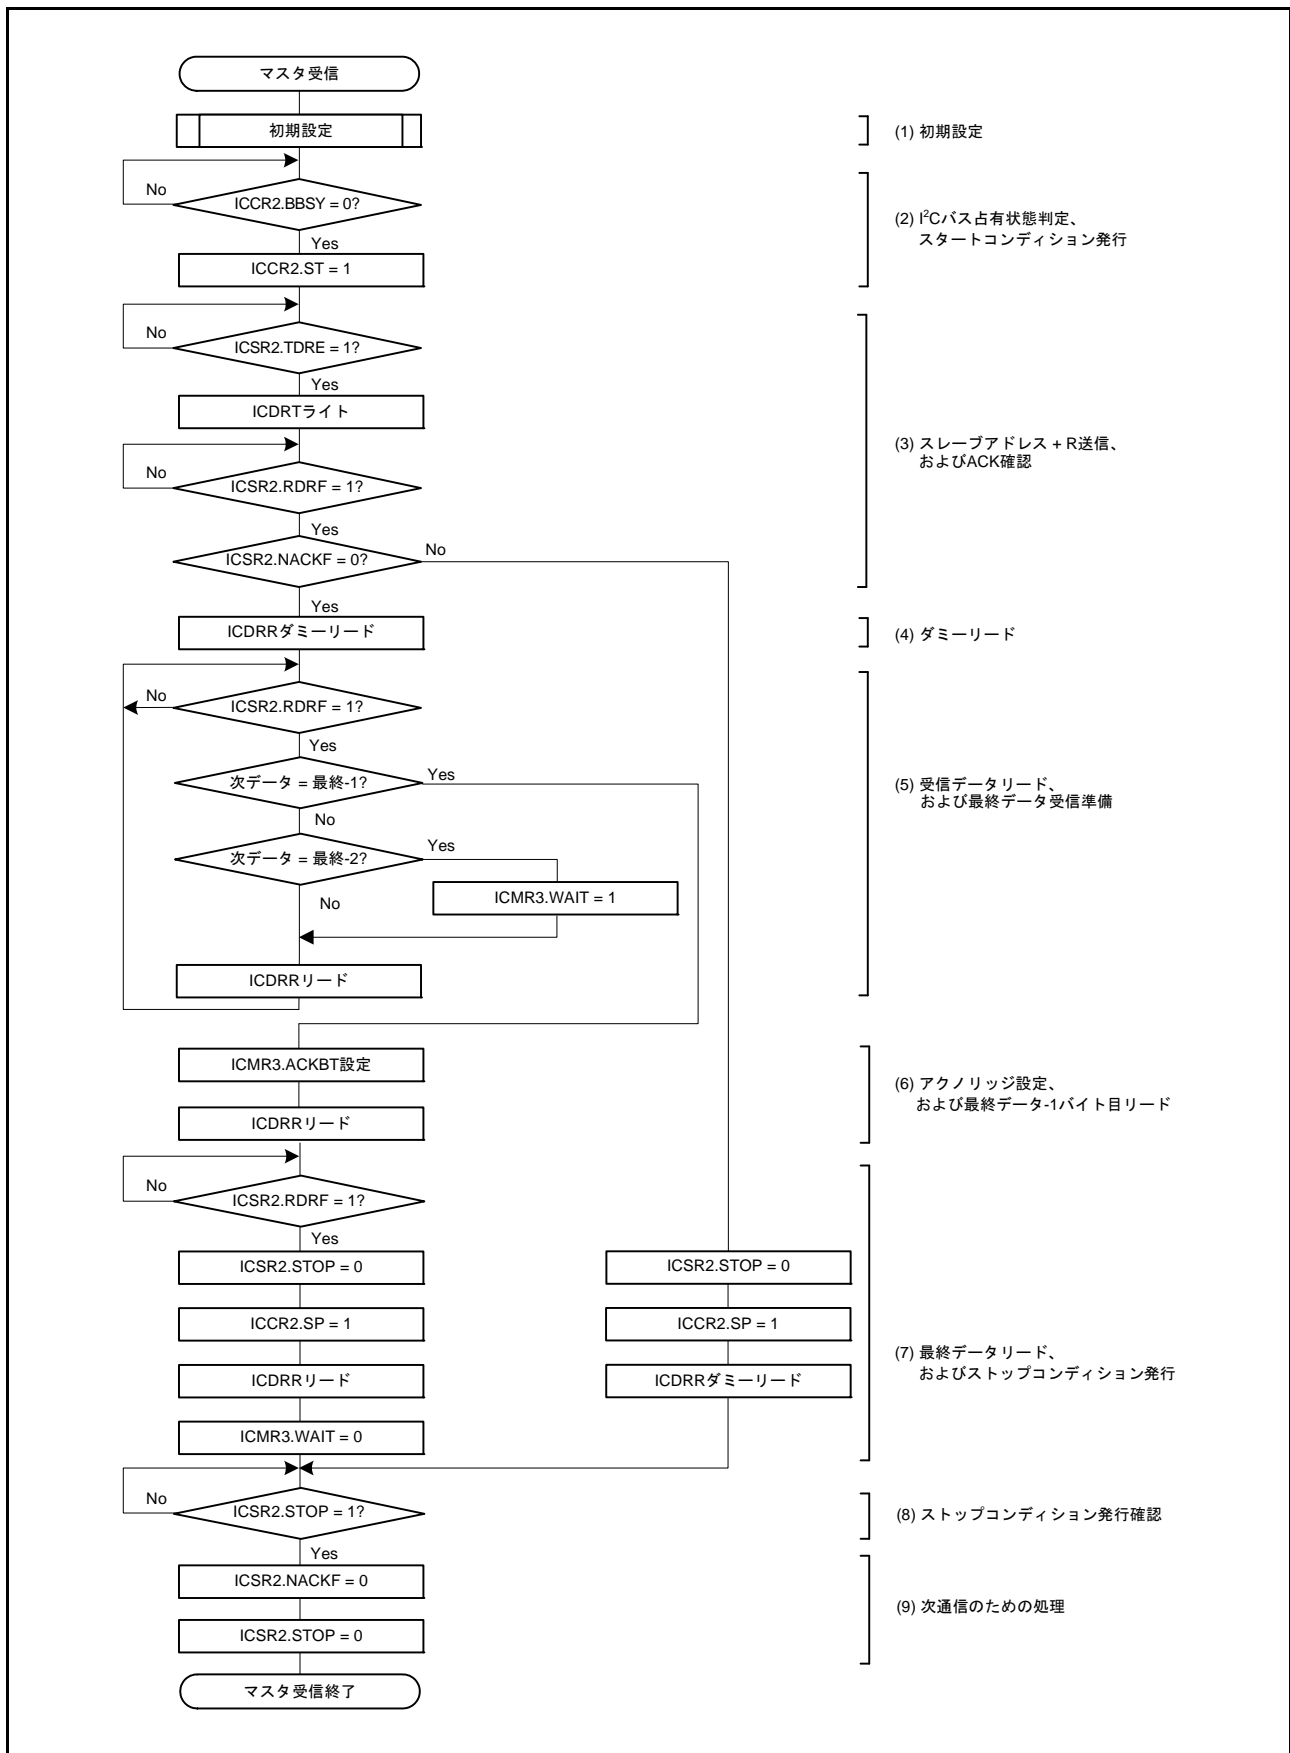 マスタ受信
初期設定
(1) 初期設定
No
ICCR2.BBSY = 0?
Yes
ICCR2.ST = 1
(2) I²Cバス占有状態判定、
スタートコンディション発行
No
ICSR2.TDRE = 1?
Yes
ICDRTライト
No
ICSR2.RDRF = 1?
Yes
ICSR2.NACKF = 0?
No
Yes
(3) スレーブアドレス + R送信、
およびACK確認
ICDRRダミーリード
(4) ダミーリード
No
ICSR2.RDRF = 1?
Yes
次データ = 最終-1?
Yes
No
次データ = 最終-2?
Yes
ICMR3.WAIT = 1
No
ICDRRリード
(5) 受信データリード、
および最終データ受信準備
ICMR3.ACKBT設定
ICDRRリード
(6) アクノリッジ設定、
および最終データ-1バイト目リード
No
ICSR2.RDRF = 1?
Yes
ICSR2.STOP = 0
ICCR2.SP = 1
ICDRRリード
ICMR3.WAIT = 0
ICSR2.STOP = 0
ICCR2.SP = 1
ICDRRダミーリード
(7) 最終データリード、
およびストップコンディション発行
No
ICSR2.STOP = 1?
Yes
(8) ストップコンディション発行確認
ICSR2.NACKF = 0
ICSR2.STOP = 0
(9) 次通信のための処理
マスタ受信終了